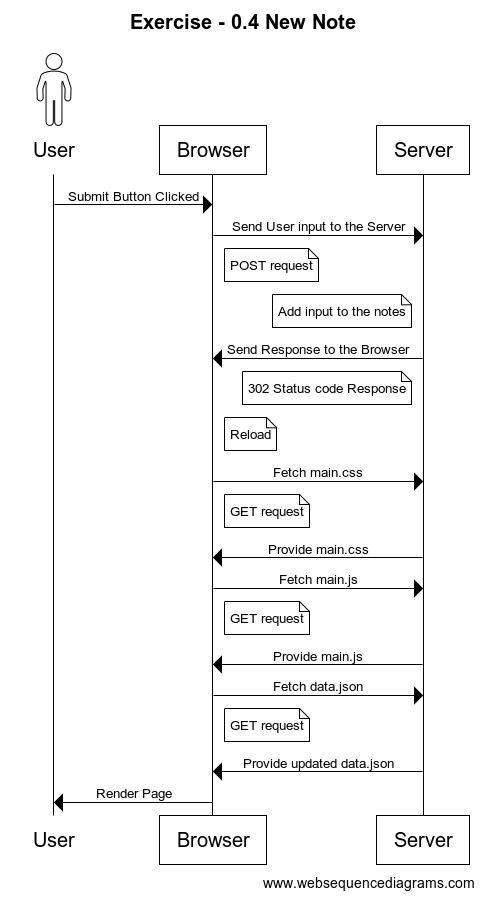 Exercise - 0.4 New Note
User Browser Server
Submit Button Clicked
Send User input to the Server
POST request
Add input to the notes
Send Response to the Browser
302 Status code Response
Reload
Fetch main.css
GET request
Provide main.css
Fetch main.js
GET request
Provide main.js
Fetch data.json
GET request
Provide updated data.json
Render Page
User Browser Server
www.websequencediagrams.com